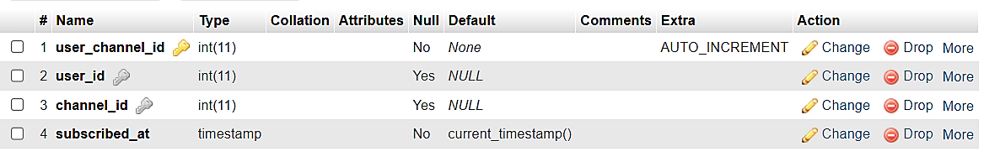 # Name Type Collation Attributes Null Default Comments Extra Action
1 user_channel_id int(11) No None AUTO_INCREMENT Change Drop More
2 user_id int(11) Yes NULL Change Drop More
3 channel_id int(11) Yes NULL Change Drop More
4 subscribed_at timestamp No current_timestamp() Change Drop More